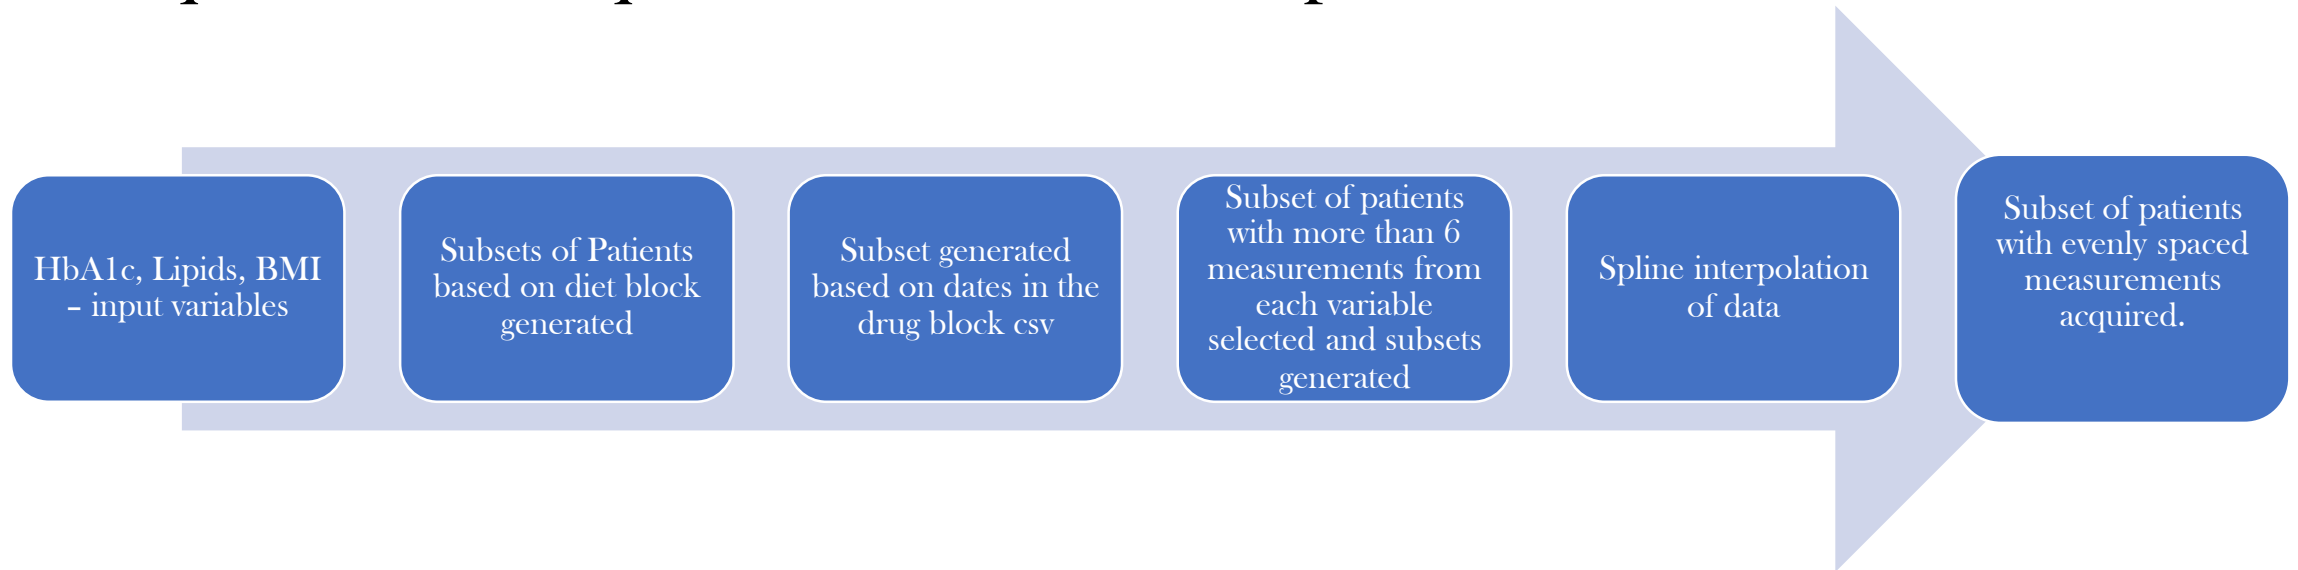 HbA1c, Lipids, BMI
– input variables
Subsets of Patients
based on diet block
generated
Subset generated
based on dates in the
drug block csv
Subset of patients
with more than 6
measurements from
each variable
selected and subsets
generated
Spline interpolation
of data
Subset of patients
with evenly spaced
measurements
acquired.